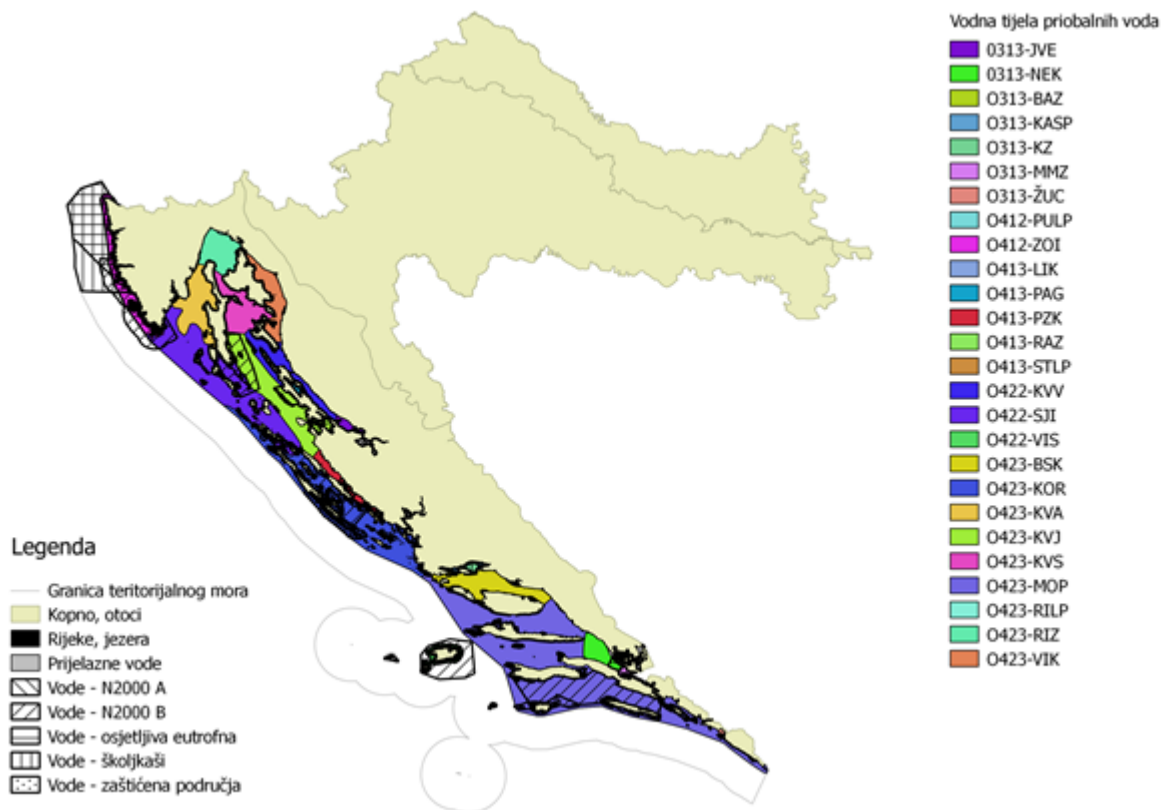 Vodna tijela priobalnih voda
0313-JVE
0313-NEK
O313-BAZ
O313-KASP
O313-KZ
O313-MMZ
O313-ŽUC
O412-PULP
O412-ZOI
O413-LIK
O413-PAG
O413-PZK
O413-RAZ
O413-STLP
O422-KVV
O422-SJI
O422-VIS
O423-BSK
O423-KOR
O423-KVA
O423-KVJ
O423-KVS
O423-MOP
O423-RILP
O423-RIZ
O423-VIK
Legenda
Granica teritorijalnog mora
Kopno, otoci
Rijeke, jezera
Prijelazne vode
Vode - N2000 A
Vode - N2000 B
Vode - osjetljiva eutrofna
Vode - školjkaši
Vode - zaštićena područja